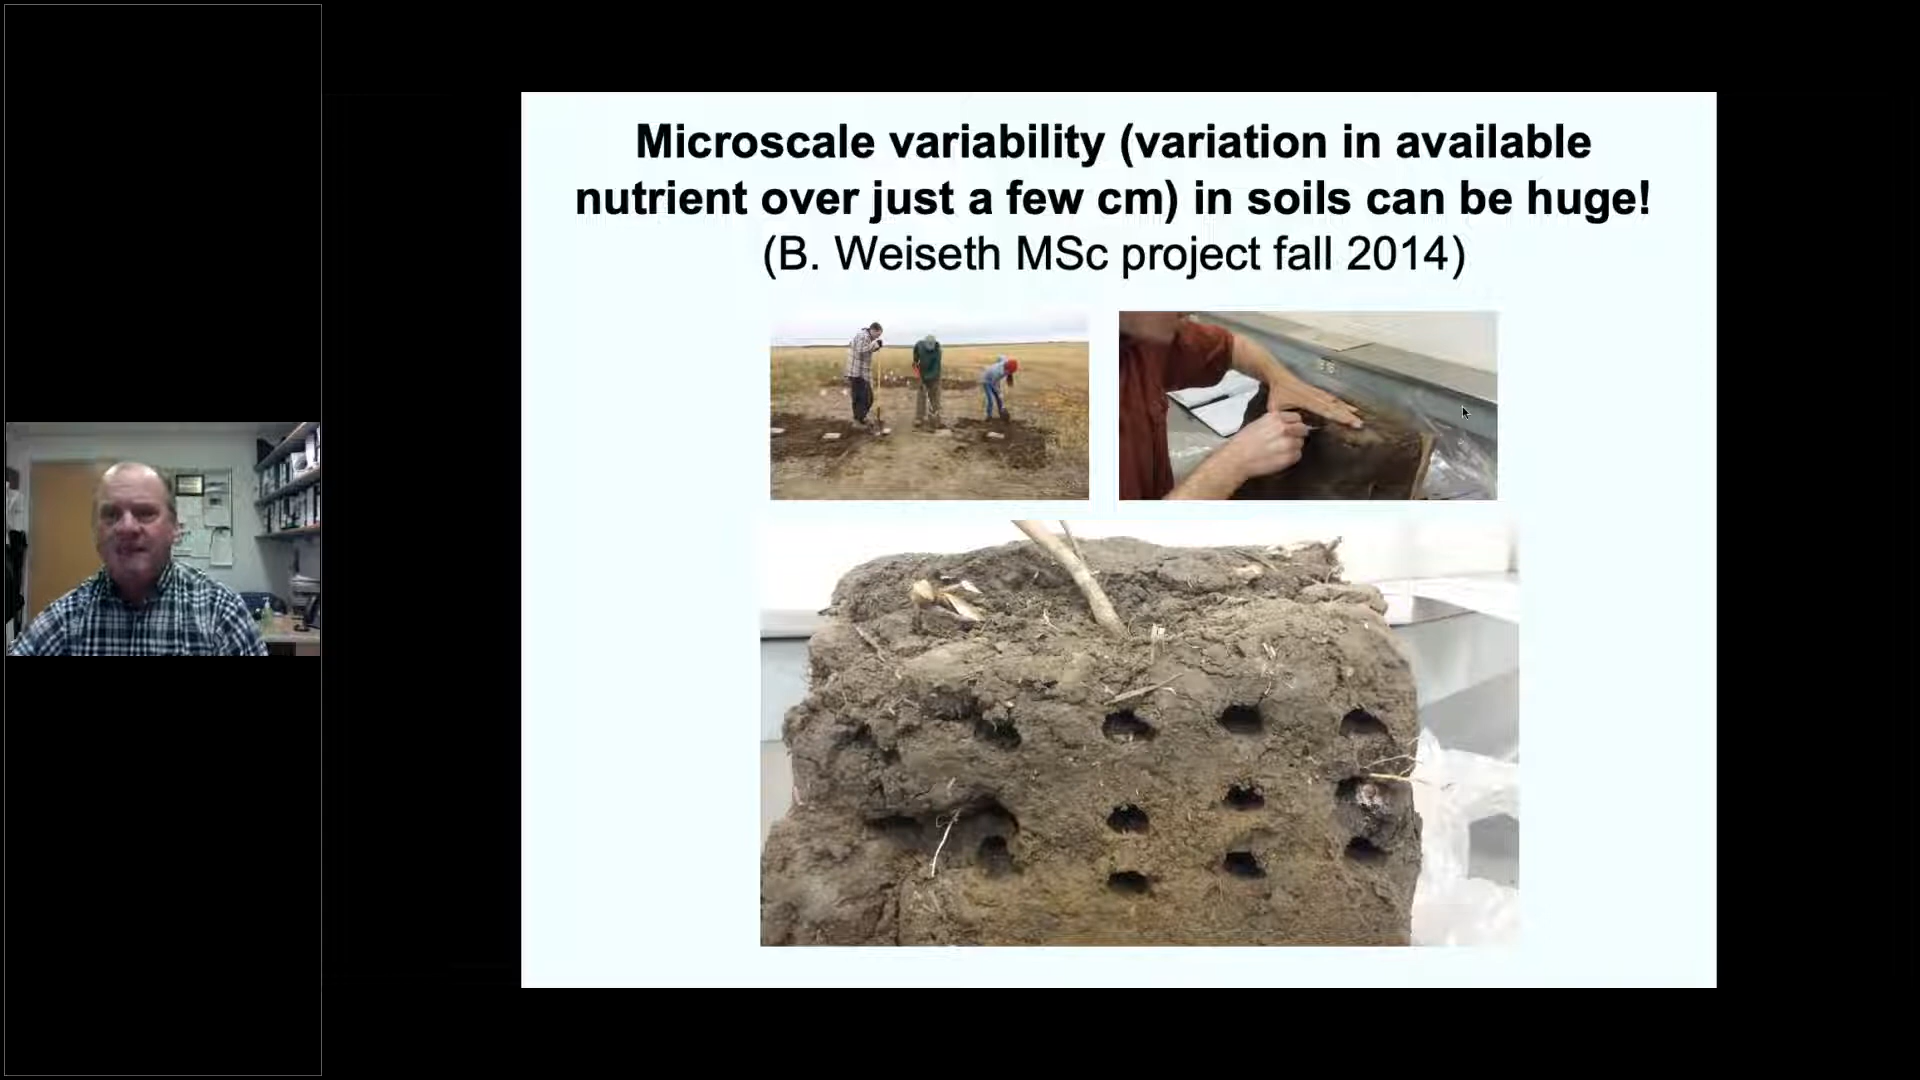 Microscale variability (variation in available
nutrient over just a few cm) in soils can be huge!
(B. Weiseth MSc project fall 2014)